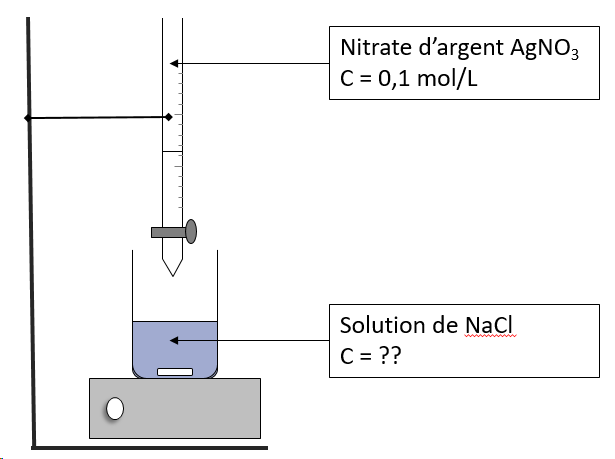 Nitrate d’argent AgNO₃
C = 0,1 mol/L
Solution de NaCl
C = ??